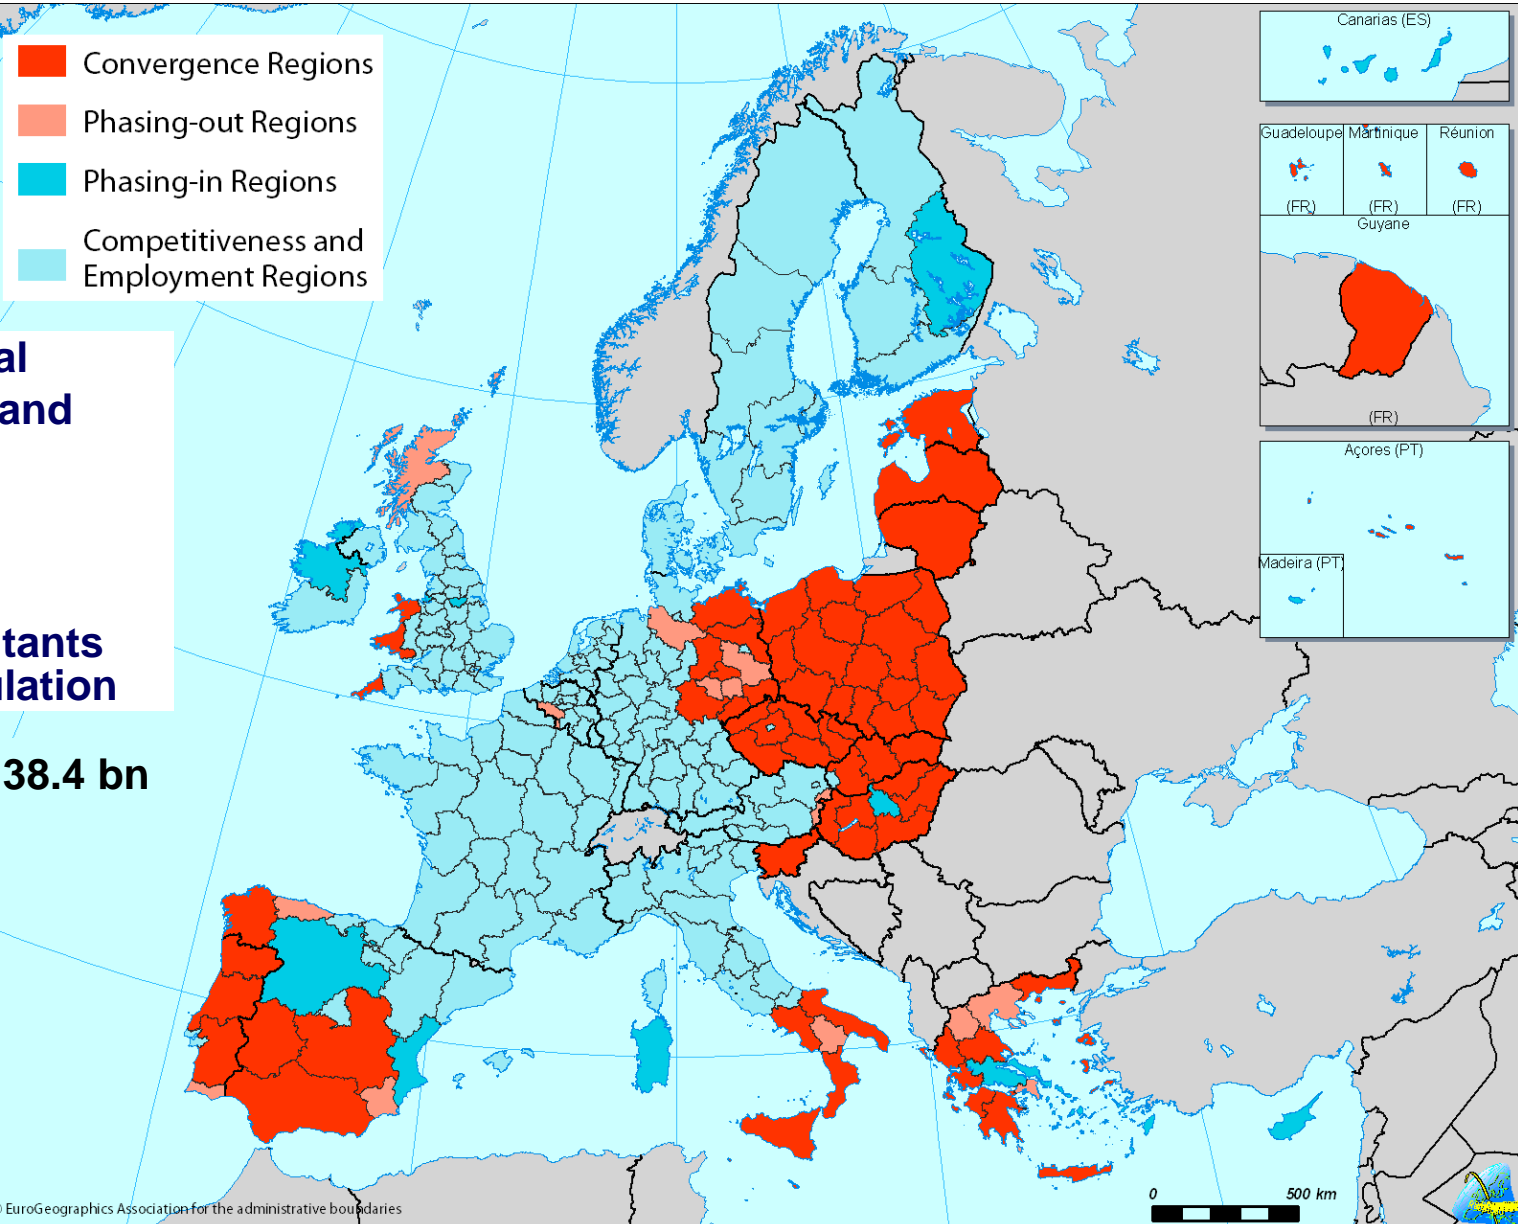 Convergence Regions
Phasing-out Regions
Phasing-in Regions
Competitiveness and
Employment Regions
al
and
tants
lation
38.4 bn
Canarias (ES)
Guadeloupe
Martinique
Réunion
(FR)
(FR)
(FR)
Guyane
(FR)
Açores (PT)
Madeira (PT)
0
500 km
EuroGeographics Association for the administrative boundaries